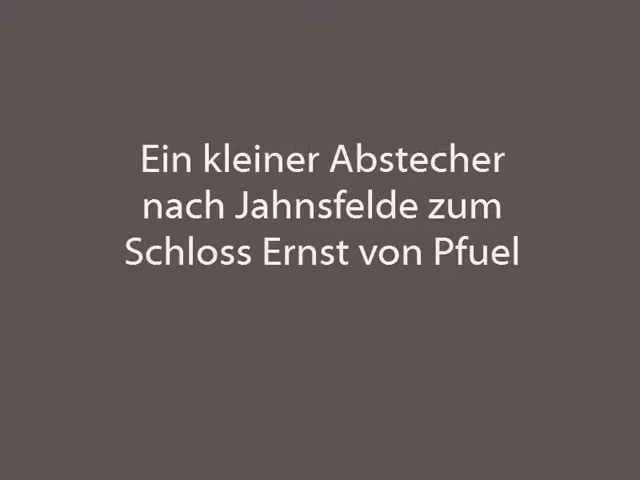 Ein kleiner Abstecher
nach Jahnsfelde zum
Schloss Ernst von Pfuel